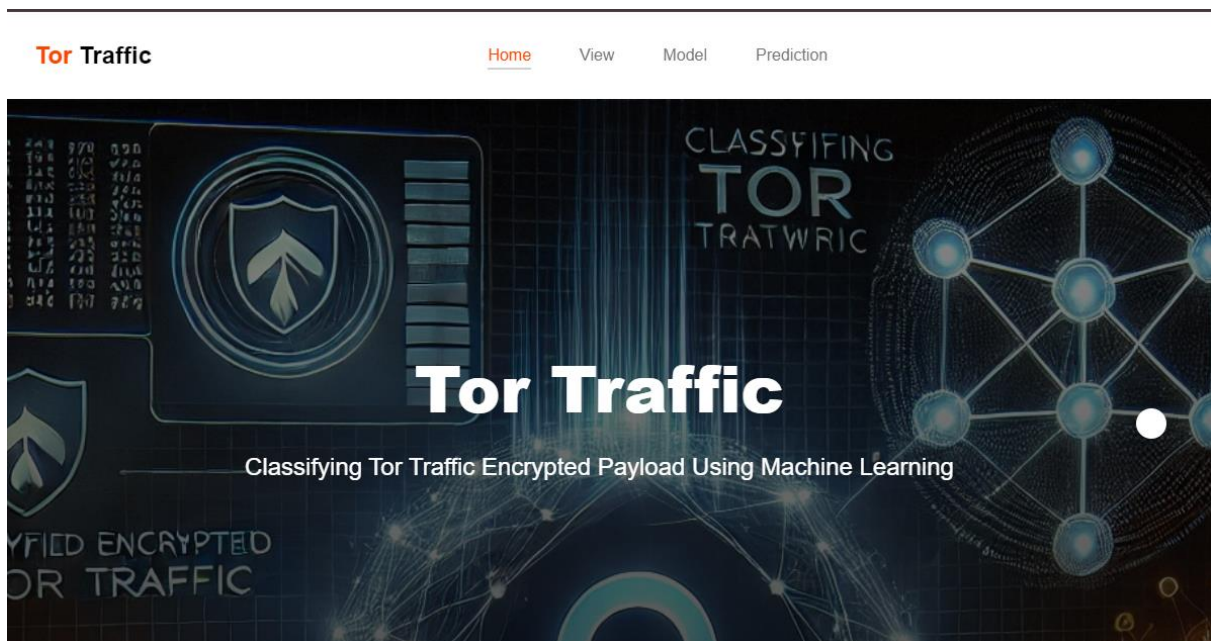 Tor Traffic
Home View Model Prediction
CLASSYIFING
TOR
TRATWRIC
Tor Traffic
Classifying Tor Traffic Encrypted Payload Using Machine Learning
YFIED ENCRYPTED
OR TRAFFIC